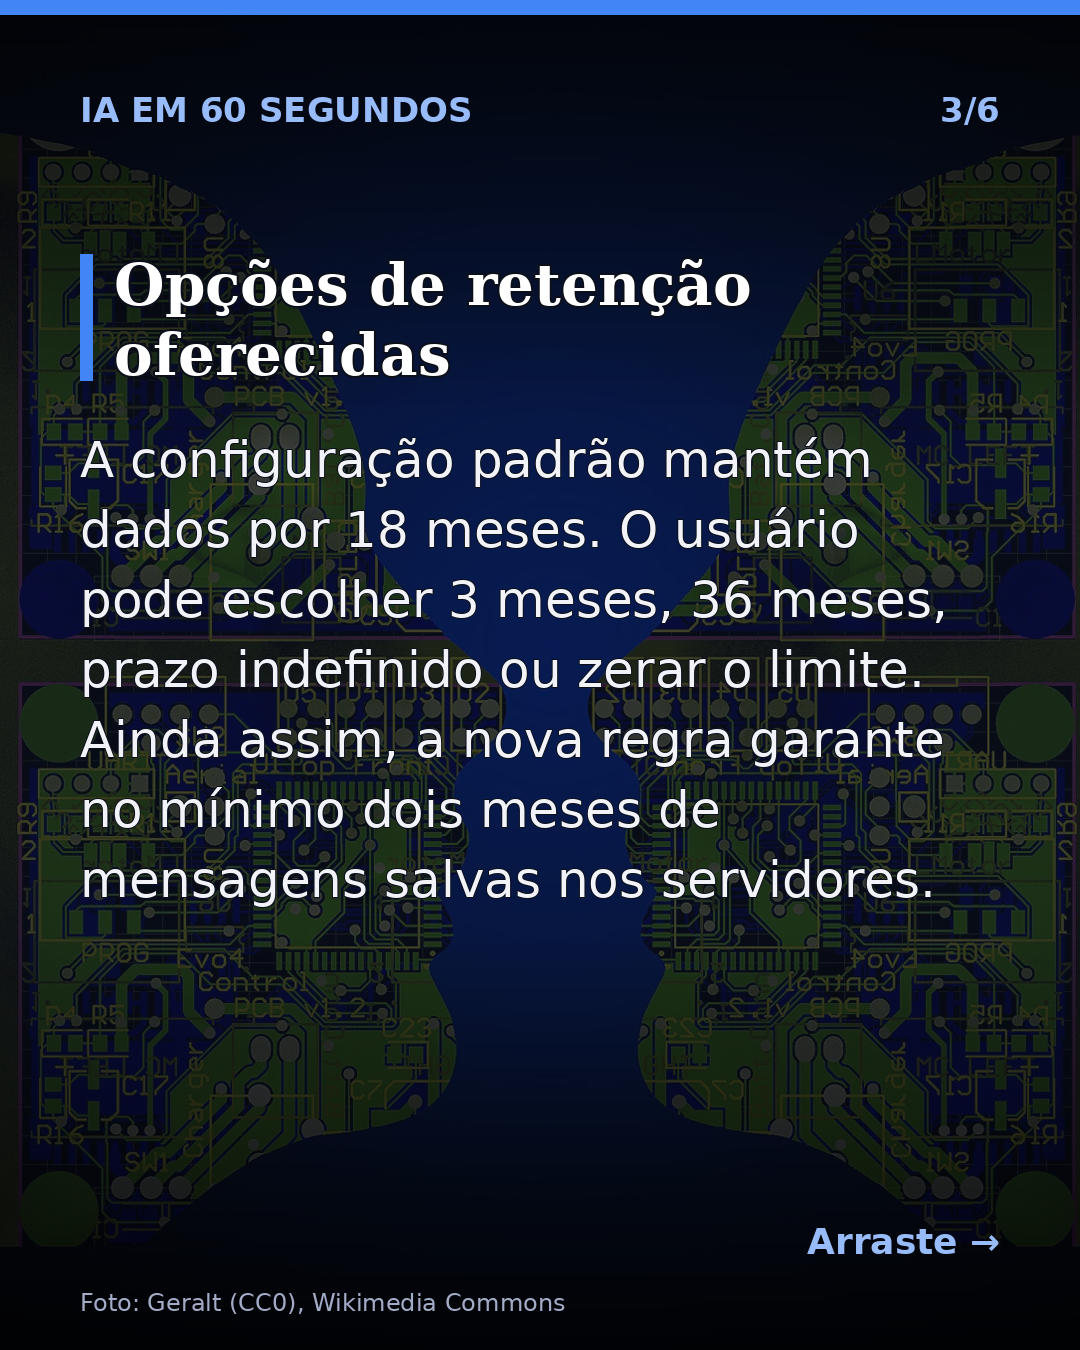 IA EM 60 SEGUNDOS
3/6
Opções de retenção
oferecidas
A configuração padrão mantém
dados por 18 meses. O usuário
pode escolher 3 meses, 36 meses,
prazo indefinido ou zerar o limite.
Ainda assim, a nova regra garante
no mínimo dois meses de
mensagens salvas nos servidores.
Arraste →
Foto: Geralt (CC0), Wikimedia Commons